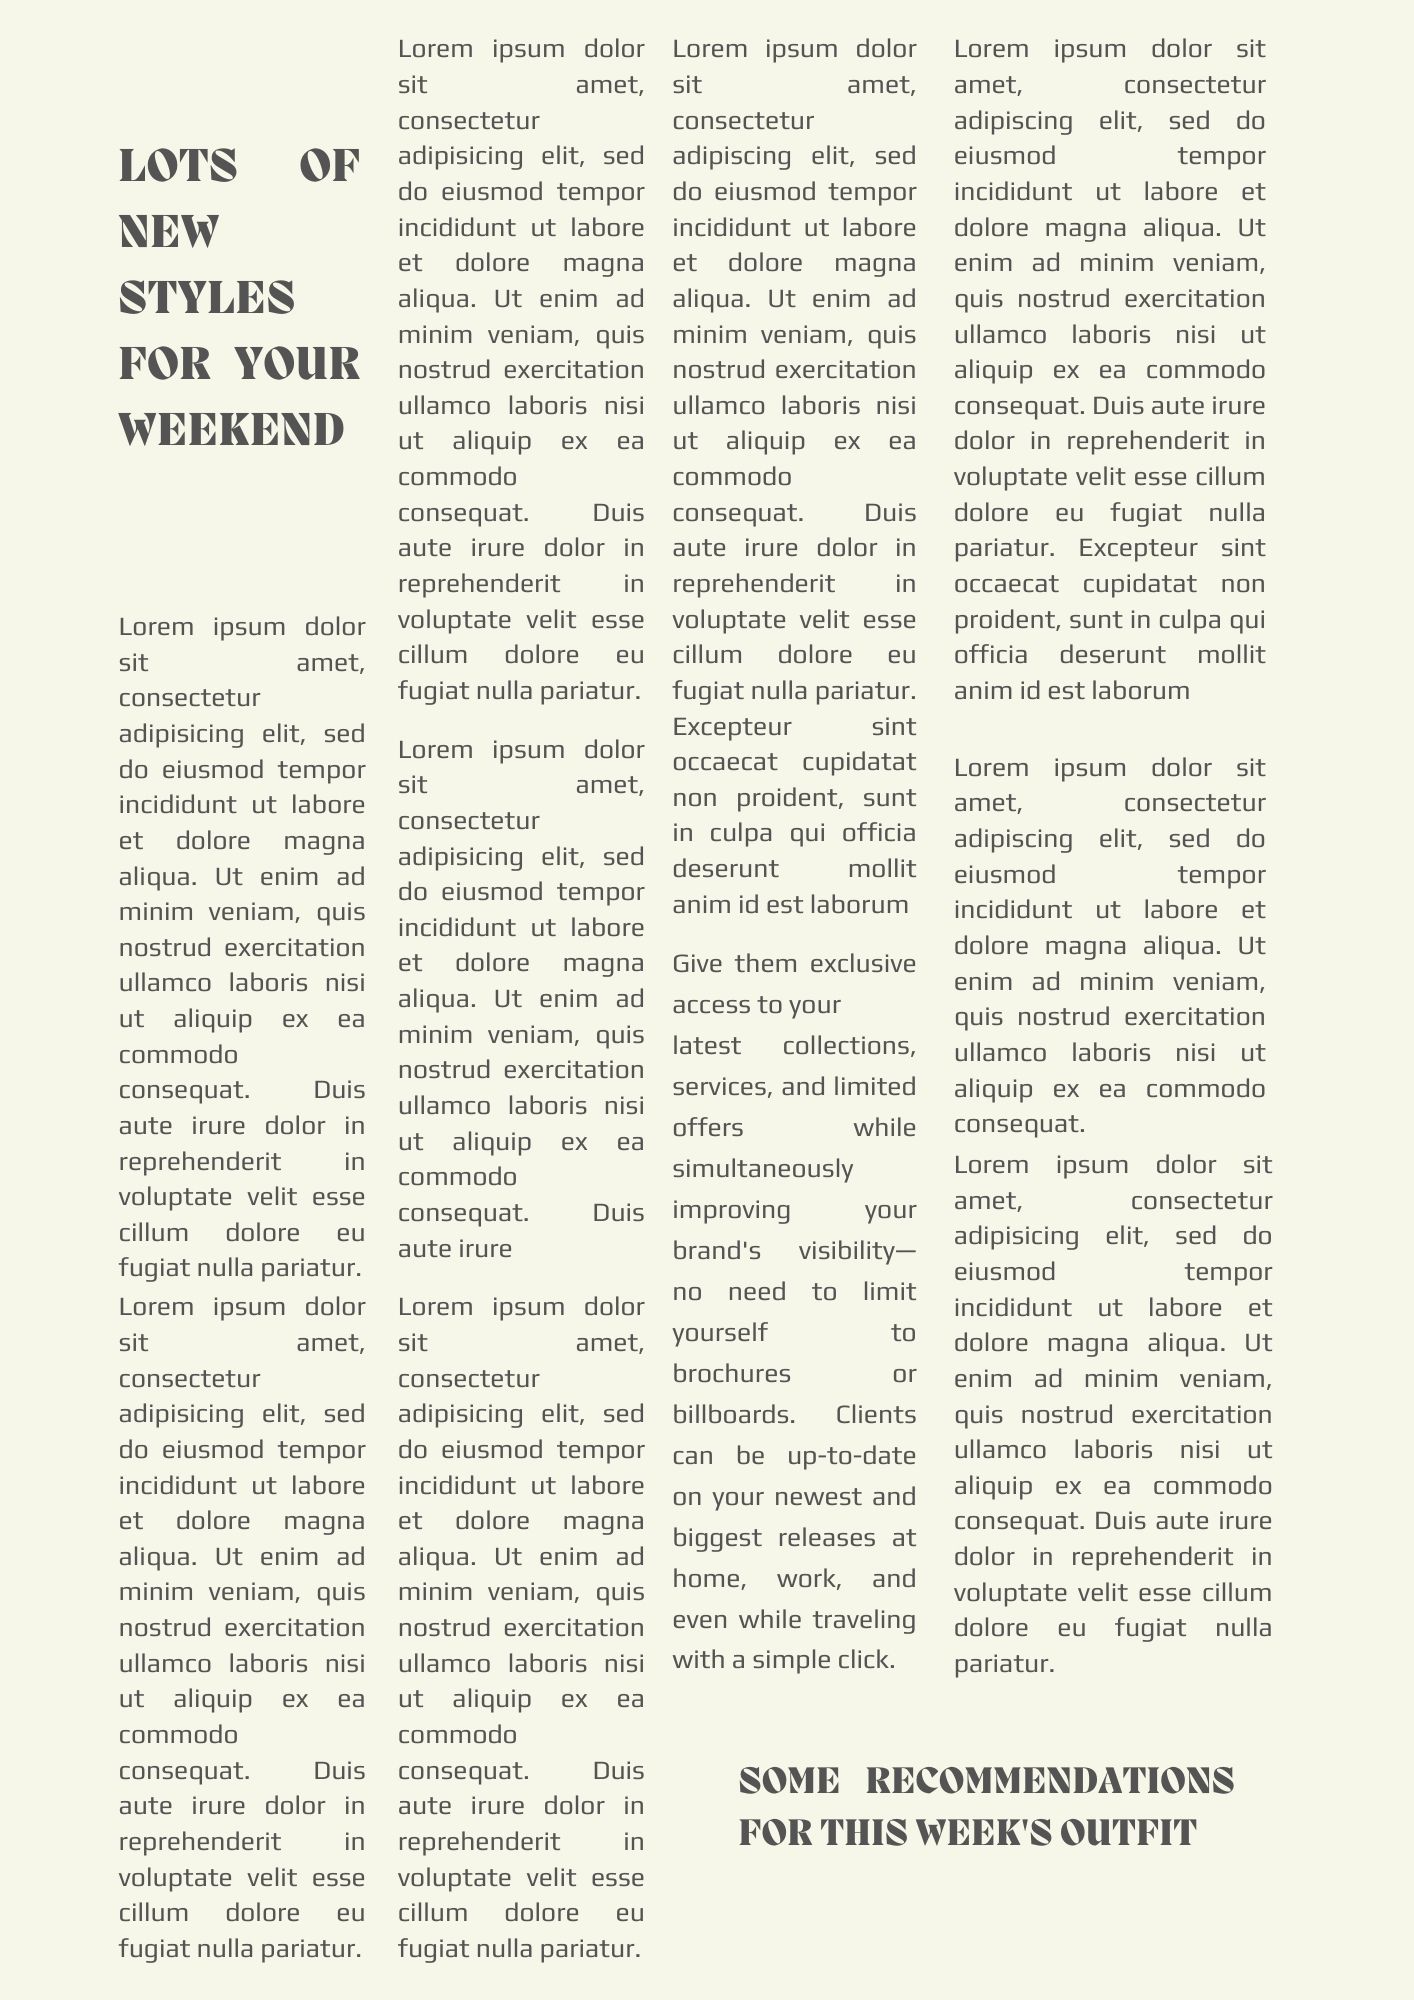 LOTS OF
NEW
STYLES
FOR YOUR
WEEKEND
Lorem ipsum dolor
sit amet,
consectetur
adipisicing elit, sed
do eiusmod tempor
incididunt ut labore
et dolore magna
aliqua. Ut enim ad
minim veniam, quis
nostrud exercitation
ullamco laboris nisi
ut aliquip ex ea
commodo
consequat. Duis
aute irure dolor in
reprehenderit in
voluptate velit esse
cillum dolore eu
fugiat nulla pariatur.
Lorem ipsum dolor
sit amet,
consectetur
adipisicing elit, sed
do eiusmod tempor
incididunt ut labore
et dolore magna
aliqua. Ut enim ad
minim veniam, quis
nostrud exercitation
ullamco laboris nisi
ut aliquip ex ea
commodo
consequat. Duis
aute irure dolor in
reprehenderit in
voluptate velit esse
cillum dolore eu
fugiat nulla pariatur.
Lorem ipsum dolor
sit amet,
consectetur
adipisicing elit, sed
do eiusmod tempor
incididunt ut labore
et dolore magna
aliqua. Ut enim ad
minim veniam, quis
nostrud exercitation
ullamco laboris nisi
ut aliquip ex ea
commodo
consequat. Duis
aute irure dolor in
reprehenderit in
voluptate velit esse
cillum dolore eu
fugiat nulla pariatur.
Lorem ipsum dolor
sit amet,
consectetur
adipisicing elit, sed
do eiusmod tempor
incididunt ut labore
et dolore magna
aliqua. Ut enim ad
minim veniam, quis
nostrud exercitation
ullamco laboris nisi
ut aliquip ex ea
commodo
consequat. Duis
aute irure
Lorem ipsum dolor
sit amet,
consectetur
adipisicing elit, sed
do eiusmod tempor
incididunt ut labore
et dolore magna
aliqua. Ut enim ad
minim veniam, quis
nostrud exercitation
ullamco laboris nisi
ut aliquip ex ea
commodo
consequat. Duis
aute irure dolor in
reprehenderit in
voluptate velit esse
cillum dolore eu
fugiat nulla pariatur.
Lorem ipsum dolor
sit amet,
consectetur
adipiscing elit, sed
do eiusmod tempor
incididunt ut labore
et dolore magna
aliqua. Ut enim ad
minim veniam, quis
nostrud exercitation
ullamco laboris nisi
ut aliquip ex ea
commodo
consequat. Duis
aute irure dolor in
reprehenderit in
voluptate velit esse
cillum dolore eu
fugiat nulla pariatur.
Excepteur sint
occaecat cupidatat
non proident, sunt
in culpa qui officia
deserunt mollit
anim id est laborum
Give them exclusive
access to your
latest collections,
services, and limited
offers while
simultaneously
improving your
brand's visibility—
no need to limit
yourself to
brochures or
billboards. Clients
can be up-to-date
on your newest and
biggest releases at
home, work, and
even while traveling
with a simple click.
Lorem ipsum dolor sit
amet, consectetur
adipiscing elit, sed do
eiusmod tempor
incididunt ut labore et
dolore magna aliqua. Ut
enim ad minim veniam,
quis nostrud exercitation
ullamco laboris nisi ut
aliquip ex ea commodo
consequat. Duis aute irure
dolor in reprehenderit in
voluptate velit esse cillum
dolore eu fugiat nulla
pariatur. Excepteur sint
occaecat cupidatat non
proident, sunt in culpa qui
officia deserunt mollit
anim id est laborum
Lorem ipsum dolor sit
amet, consectetur
adipiscing elit, sed do
eiusmod tempor
incididunt ut labore et
dolore magna aliqua. Ut
enim ad minim veniam,
quis nostrud exercitation
ullamco laboris nisi ut
aliquip ex ea commodo
consequat.
Lorem ipsum dolor sit
amet, consectetur
adipisicing elit, sed do
eiusmod tempor
incididunt ut labore et
dolore magna aliqua. Ut
enim ad minim veniam,
quis nostrud exercitation
ullamco laboris nisi ut
aliquip ex ea commodo
consequat. Duis aute irure
dolor in reprehenderit in
voluptate velit esse cillum
dolore eu fugiat nulla
pariatur.
SOME RECOMMENDATIONS
FOR THIS WEEK'S OUTFIT